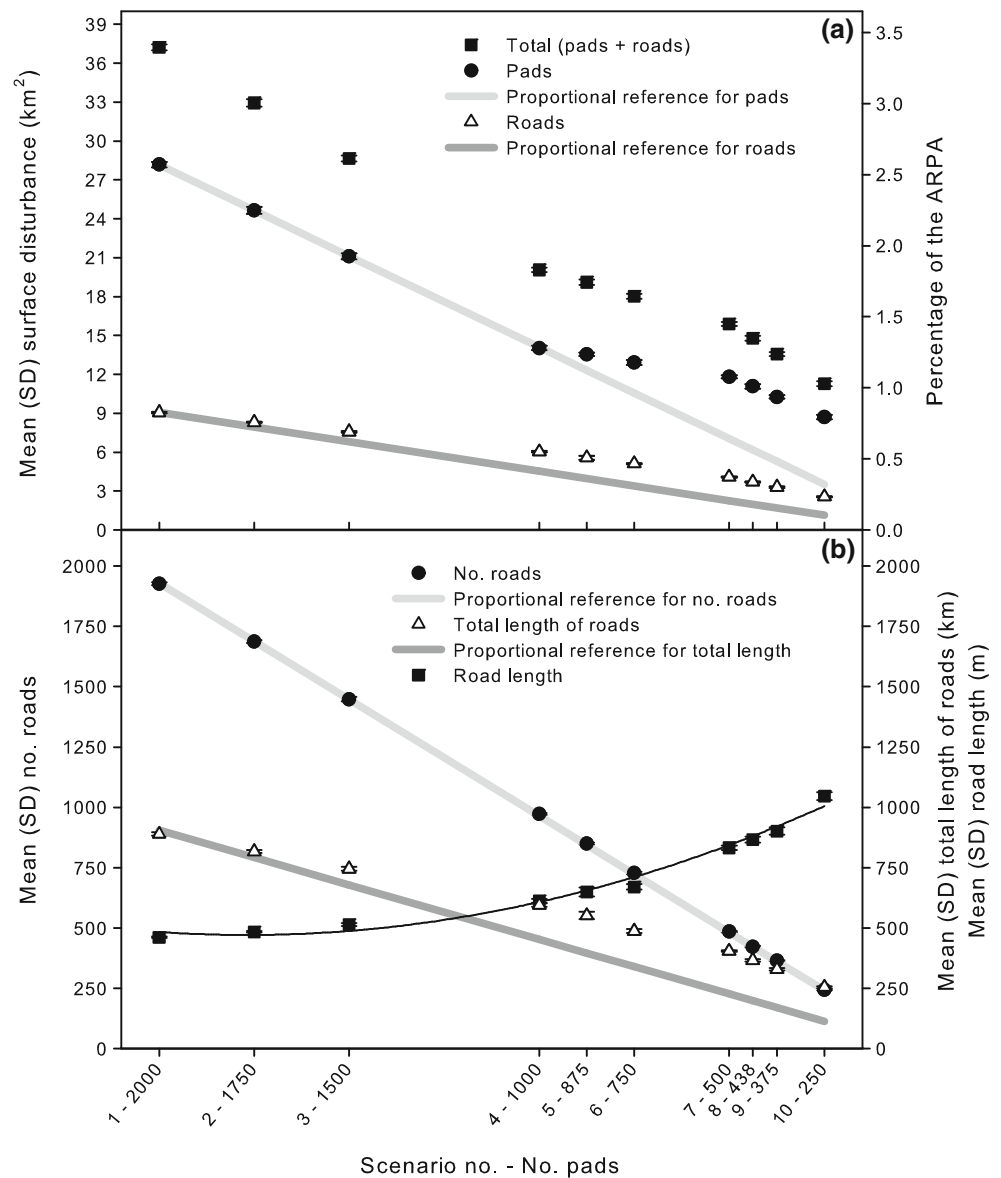 (a)
Mean (SD) surface disturbance (km²)
39
36
33
30
27
24
21
18
15
12
9
6
3
0
Total (pads + roads)
Pads
Proportional reference for pads
Roads
Proportional reference for roads
3.5
3.0
2.5
2.0
1.5
1.0
0.5
0.0
Percentage of the ARPA
(b)
Mean (SD) no. roads
2000
1750
1500
1250
1000
750
500
250
0
No. roads
Proportional reference for no. roads
Total length of roads
Proportional reference for total length
Road length
2000
1750
1500
1250
1000
750
500
250
0
Mean (SD) total length of roads (km)
Mean (SD) road length (m)
1 - 2000
2 - 1750
3 - 1500
4 - 1000
5 - 875
6 - 750
7 - 500
8 - 438
9 - 375
10 - 250
Scenario no. - No. pads